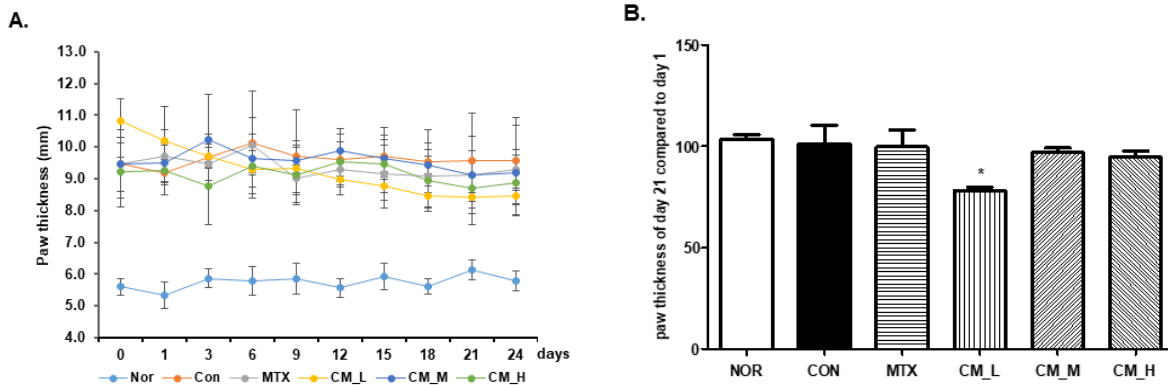 A.
Paw thickness (mm)
13.0
12.0
11.0
10.0
9.0
8.0
7.0
6.0
5.0
4.0
0 1 3 6 9 12 15 18 21 24 days
Nor Con MTX CM_L CM_M CM_H
B.
paw thickness of day 21 compared to day 1
150
100
50
0
*
NOR CON MTX CM_L CM_M CM_H